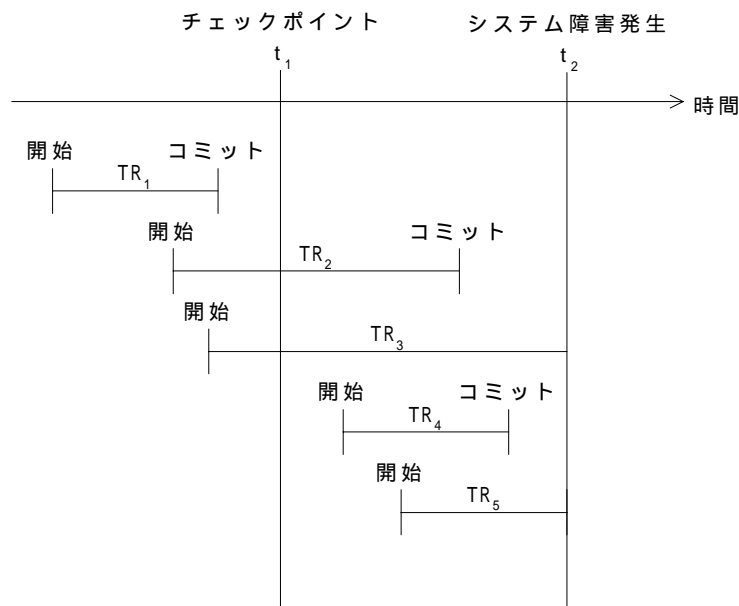 チェックポイント
システム障害発生
t₁
t₂
時間
開始
コミット
TR₁
開始
コミット
TR₂
開始
TR₃
開始
コミット
TR₄
開始
TR₅